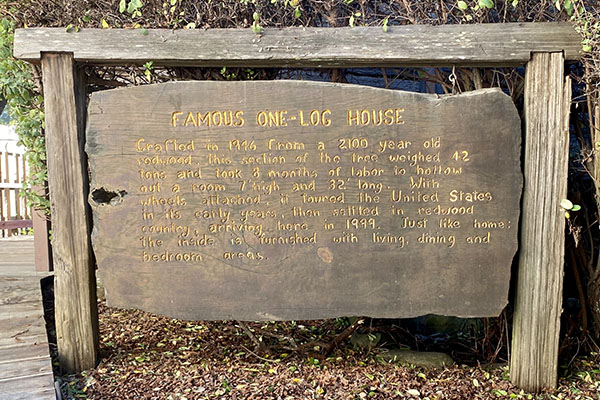 FAMOUS ONE-LOG HOUSE
Crafted in 1946 from a 2100 year old
redwood, this section of the tree weighed 42
tons and took 8 months of labor to hollow
out a room 7' high and 32' long. With
wheels attached, it toured the United States
in its early years, then settled in redwood
country, arriving here in 1999. Just like home;
The inside is furnished with living, dining and
bedroom areas.